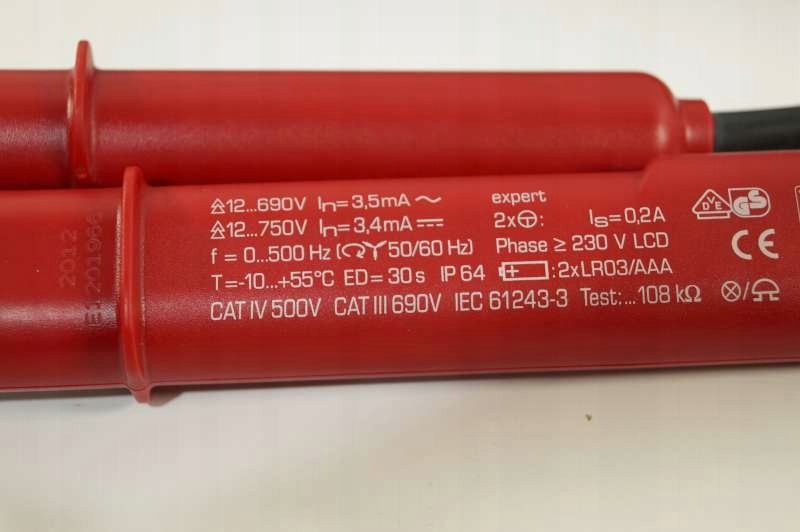 12...690V In=3,5mA ~ expert
12...750V In=3,4mA ⎓ 2x : Is=0,2A
f = 0...500 Hz ( 50/60 Hz) Phase ≥ 230 V LCD
T=-10...+55°C ED=30s IP 64 :2xLR03/AAA
CAT IV 500V CAT III 690V IEC 61243-3 Test:...108 kΩ
VDE GS
CE
2012